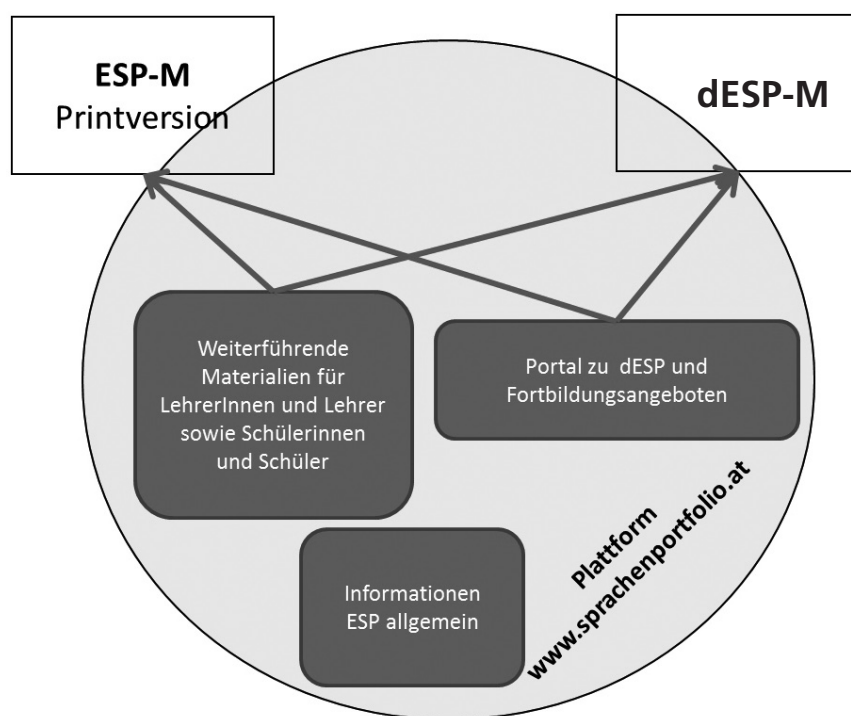 ESP-M
Printversion
dESP-M
Weiterführende
Materialien für
LehrerInnen und Lehrer
sowie Schülerinnen
und Schüler
Portal zu dESP und
Fortbildungsangeboten
Informationen
ESP allgemein
Plattform
www.sprachenportfolio.at